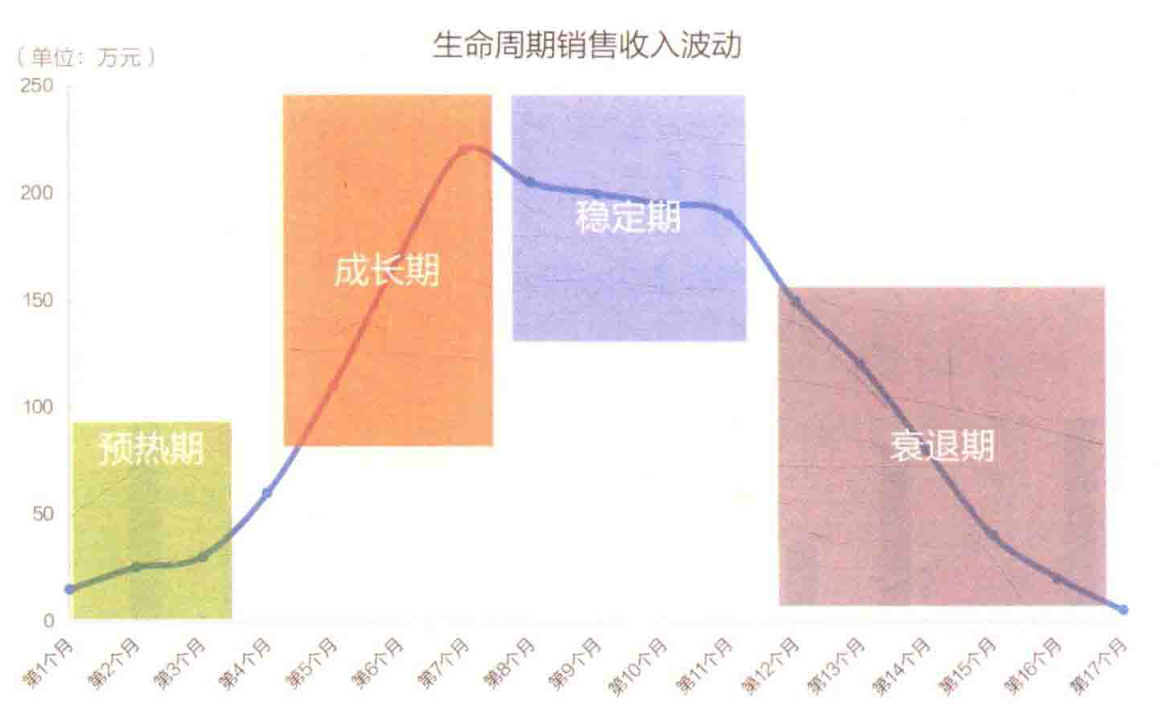 生命周期销售收入波动
（单位：万元）
250
200
150
100
50
0
预热期
成长期
稳定期
衰退期
第1个月
第2个月
第3个月
第4个月
第5个月
第6个月
第7个月
第8个月
第9个月
第10个月
第11个月
第12个月
第13个月
第14个月
第15个月
第16个月
第17个月